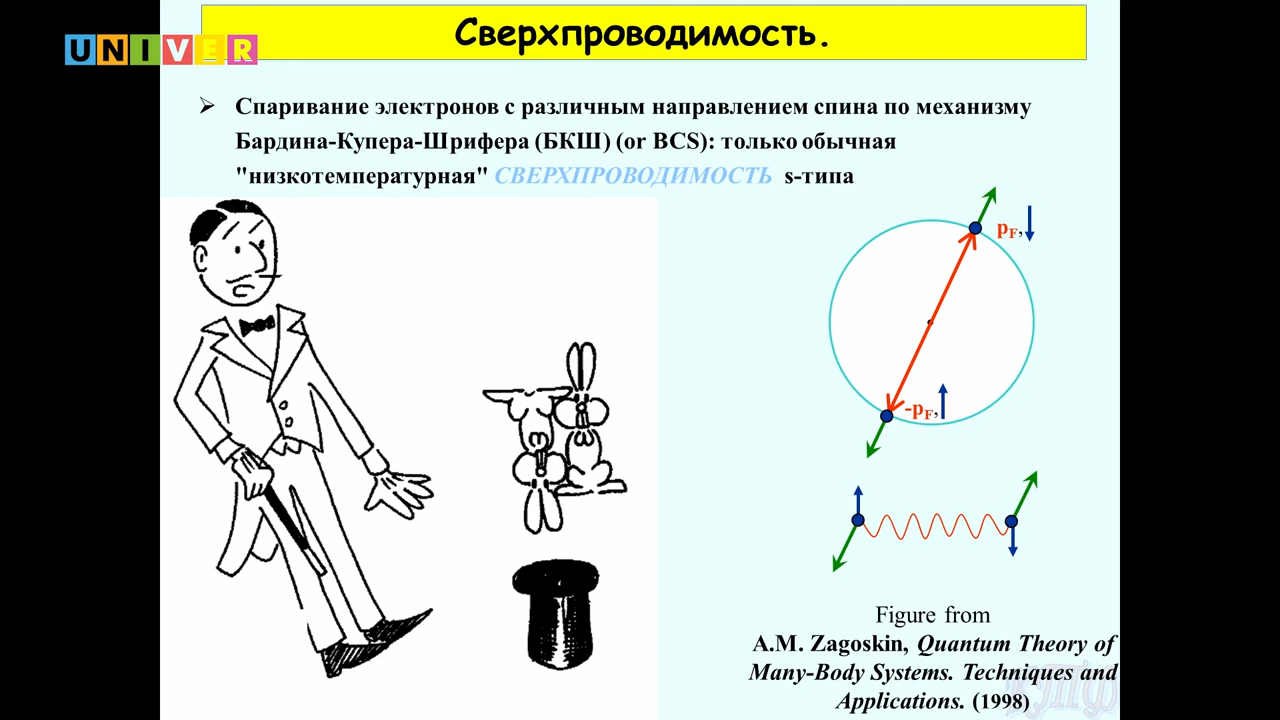 UNIVER
Сверхпроводимость.
➢ Спаривание электронов с различным направлением спина по механизму
Бардина-Купера-Шрифера (БКШ) (or BCS): только обычная
"низкотемпературная" СВЕРХПРОВОДИМОСТЬ s-типа
pF,
-pF,
Figure from
A.M. Zagoskin, Quantum Theory of
Many-Body Systems. Techniques and
Applications. (1998)